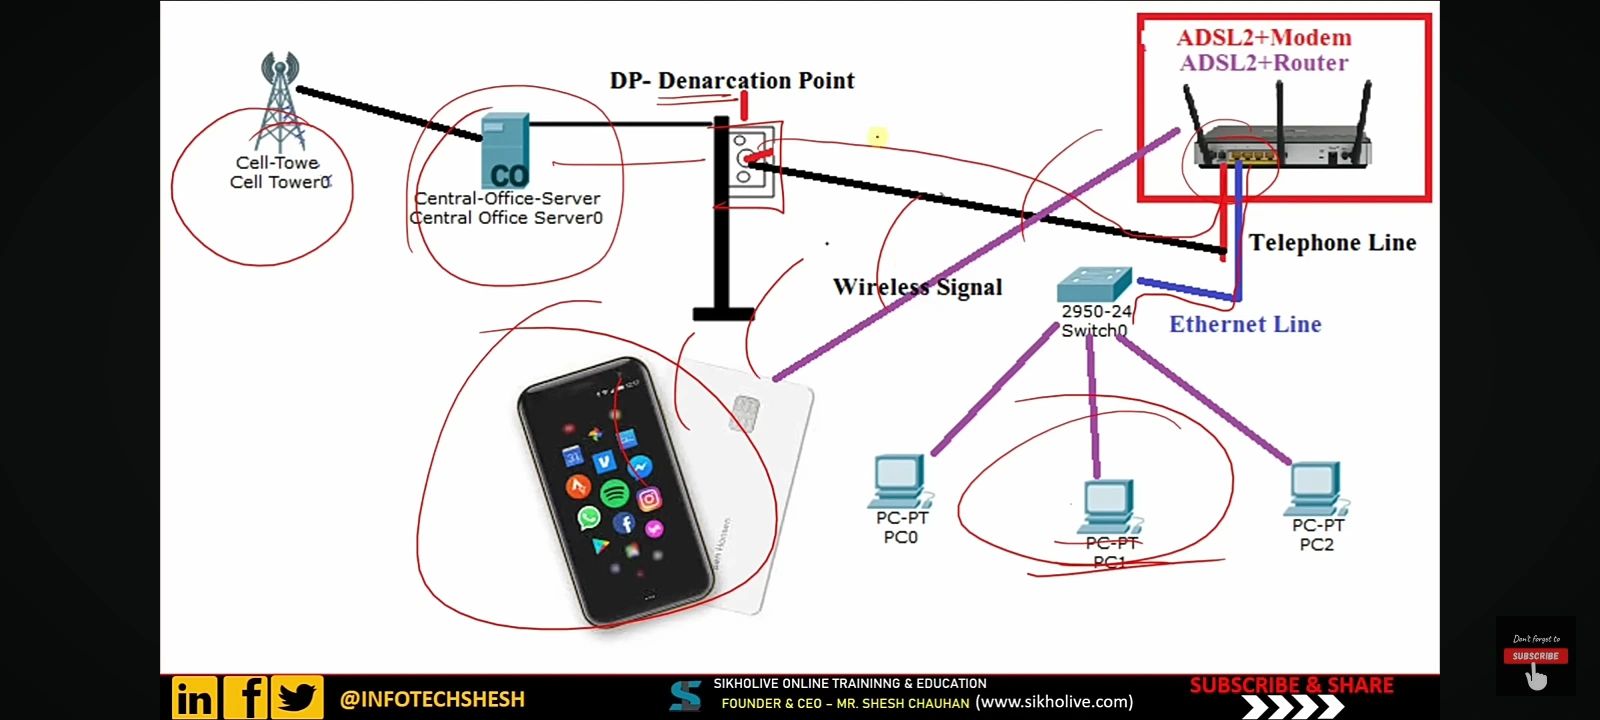 ADSL2+Modem
ADSL2+Router
DP- Denarcation Point
Cell-Towe
Cell Tower0
CO
Central-Office-Server
Central Office Server0
Telephone Line
Wireless Signal
2950-24
Switch0
Ethernet Line
PC-PT
PC0
PC-PT
PC1
PC-PT
PC2
Don't forget to
SUBSCRIBE
in f
@INFOTECHSHESH
SIKHOLIVE ONLINE TRAININNG & EDUCATION
FOUNDER & CEO – MR. SHESH CHAUHAN (www.sikholive.com)
SUBSCRIBE & SHARE